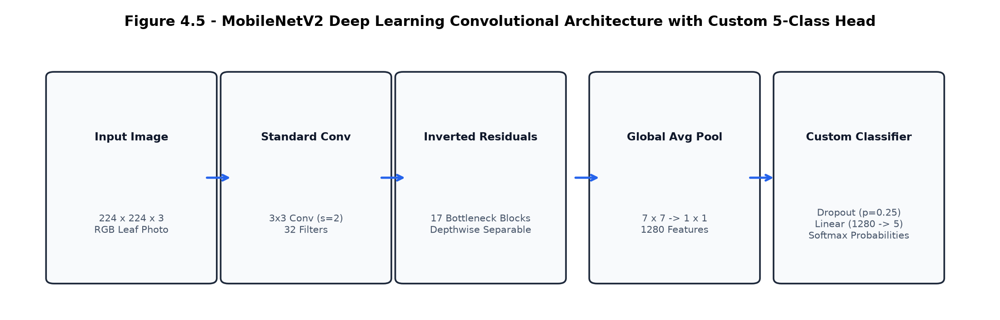 Figure 4.5 - MobileNetV2 Deep Learning Convolutional Architecture with Custom 5-Class Head
Input Image
224 x 224 x 3
RGB Leaf Photo
Standard Conv
3x3 Conv (s=2)
32 Filters
Inverted Residuals
17 Bottleneck Blocks
Depthwise Separable
Global Avg Pool
7 x 7 -> 1 x 1
1280 Features
Custom Classifier
Dropout (p=0.25)
Linear (1280 -> 5)
Softmax Probabilities